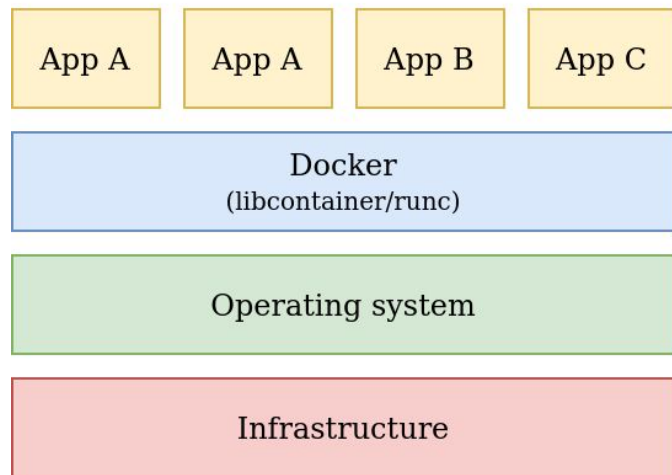 App A
App A
App B
App C
Docker
(libcontainer/runc)
Operating system
Infrastructure